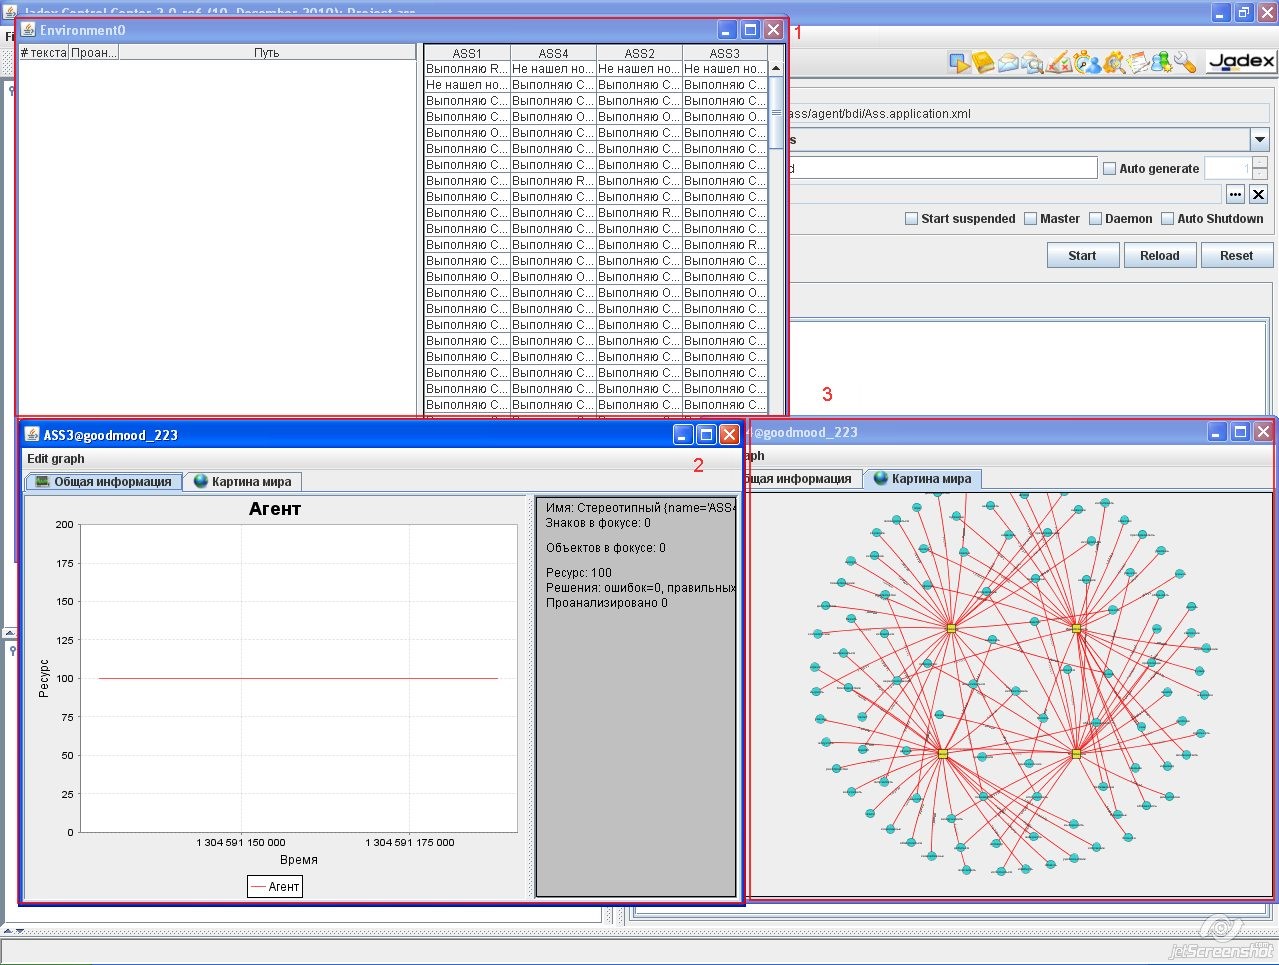 Jadex Control Center 2.0-rc6 (10. December 2010): Project.ass
Environment0
1
# текста Проан... Путь
ASS1 ASS4 ASS2 ASS3
Выполняю R... Не нашел но... Не нашел но... Не нашел но...
Не нашел но... Выполняю С... Выполняю С... Выполняю С...
Выполняю С... Выполняю С... Выполняю С... Выполняю С...
Выполняю С... Выполняю О... Выполняю О... Выполняю О...
Выполняю О... Выполняю С... Выполняю С... Выполняю С...
Выполняю С... Выполняю С... Выполняю С... Выполняю С...
Выполняю С... Выполняю С... Выполняю С... Выполняю С...
Выполняю С... Выполняю R... Выполняю С... Выполняю С...
Выполняю С... Выполняю С... Выполняю С... Выполняю С...
Выполняю С... Выполняю С... Выполняю R... Выполняю С...
Выполняю С... Выполняю С... Выполняю С... Выполняю С...
Выполняю С... Выполняю С... Выполняю С... Выполняю R...
Выполняю С... Выполняю С... Выполняю С... Выполняю С...
Выполняю О... Выполняю С... Выполняю С... Выполняю С...
Выполняю С... Выполняю С... Выполняю О... Выполняю О...
Выполняю С... Выполняю С... Выполняю С... Выполняю С...
Выполняю С... Выполняю С... Выполняю С... Выполняю С...
Выполняю С... Выполняю С... Выполняю С... Выполняю С...
Выполняю С... Выполняю С... Выполняю С... Выполняю С...
Выполняю С... Выполняю С... Выполняю С... Выполняю С...
Выполняю С... Выполняю С... Выполняю С... Выполняю С...
Выполняю С... Выполняю С... Выполняю С... Выполняю С...
Jadex
ass/agent/bdi/Ass.application.xml
s
d
Auto generate 1
... X
Start suspended Master Daemon Auto Shutdown
Start Reload Reset
3
ASS3@goodmood_223
Edit graph
2
Общая информация Картина мира
Агент
200
175
150
125
100
75
50
25
0
Ресурс
1 304 591 150 000 1 304 591 175 000
Время
Агент
Имя: Стереотипный {name='ASS4
Знаков в фокусе: 0
Объектов в фокусе: 0
Ресурс: 100
Решения: ошибок=0, правильных
Проанализировано 0
4@goodmood_223
aph
щая информация Картина мира
jetScreenshot.com